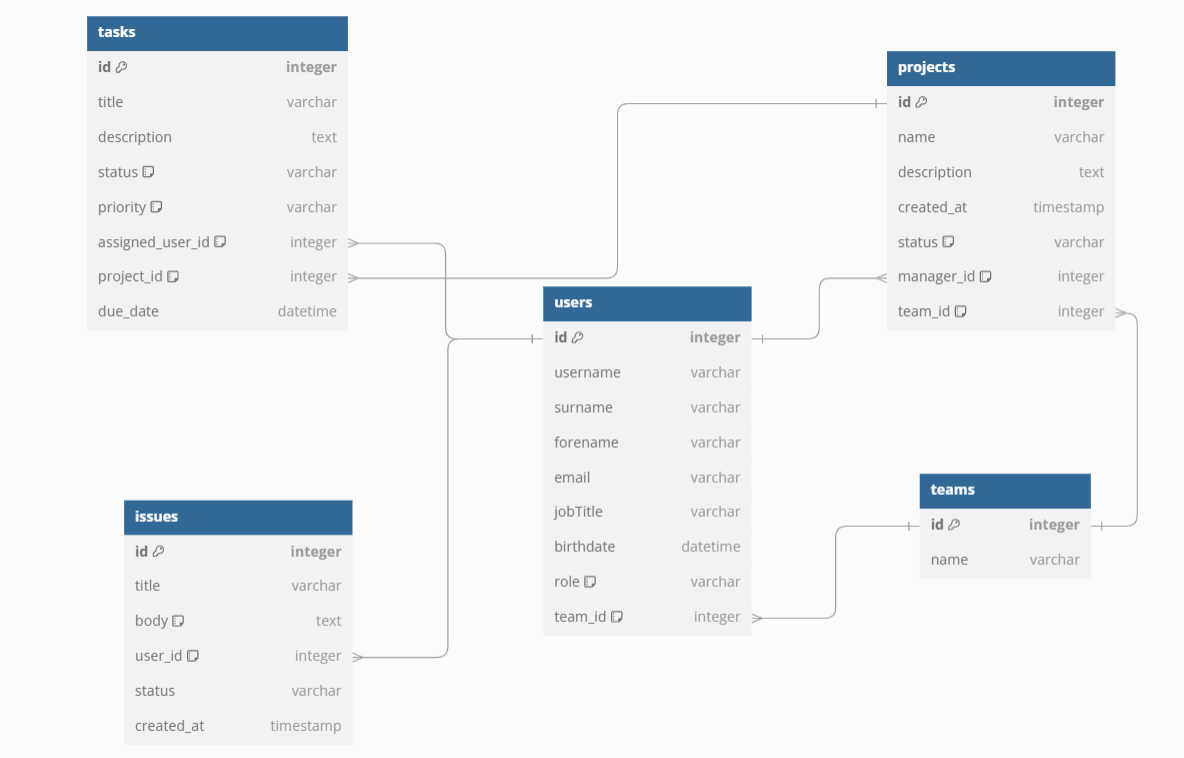 tasks
id integer
title varchar
description text
status varchar
priority varchar
assigned_user_id integer
project_id integer
due_date datetime
projects
id integer
name varchar
description text
created_at timestamp
status varchar
manager_id integer
team_id integer
users
id integer
username varchar
surname varchar
forename varchar
email varchar
jobTitle varchar
birthdate datetime
role varchar
team_id integer
teams
id integer
name varchar
issues
id integer
title varchar
body text
user_id integer
status varchar
created_at timestamp